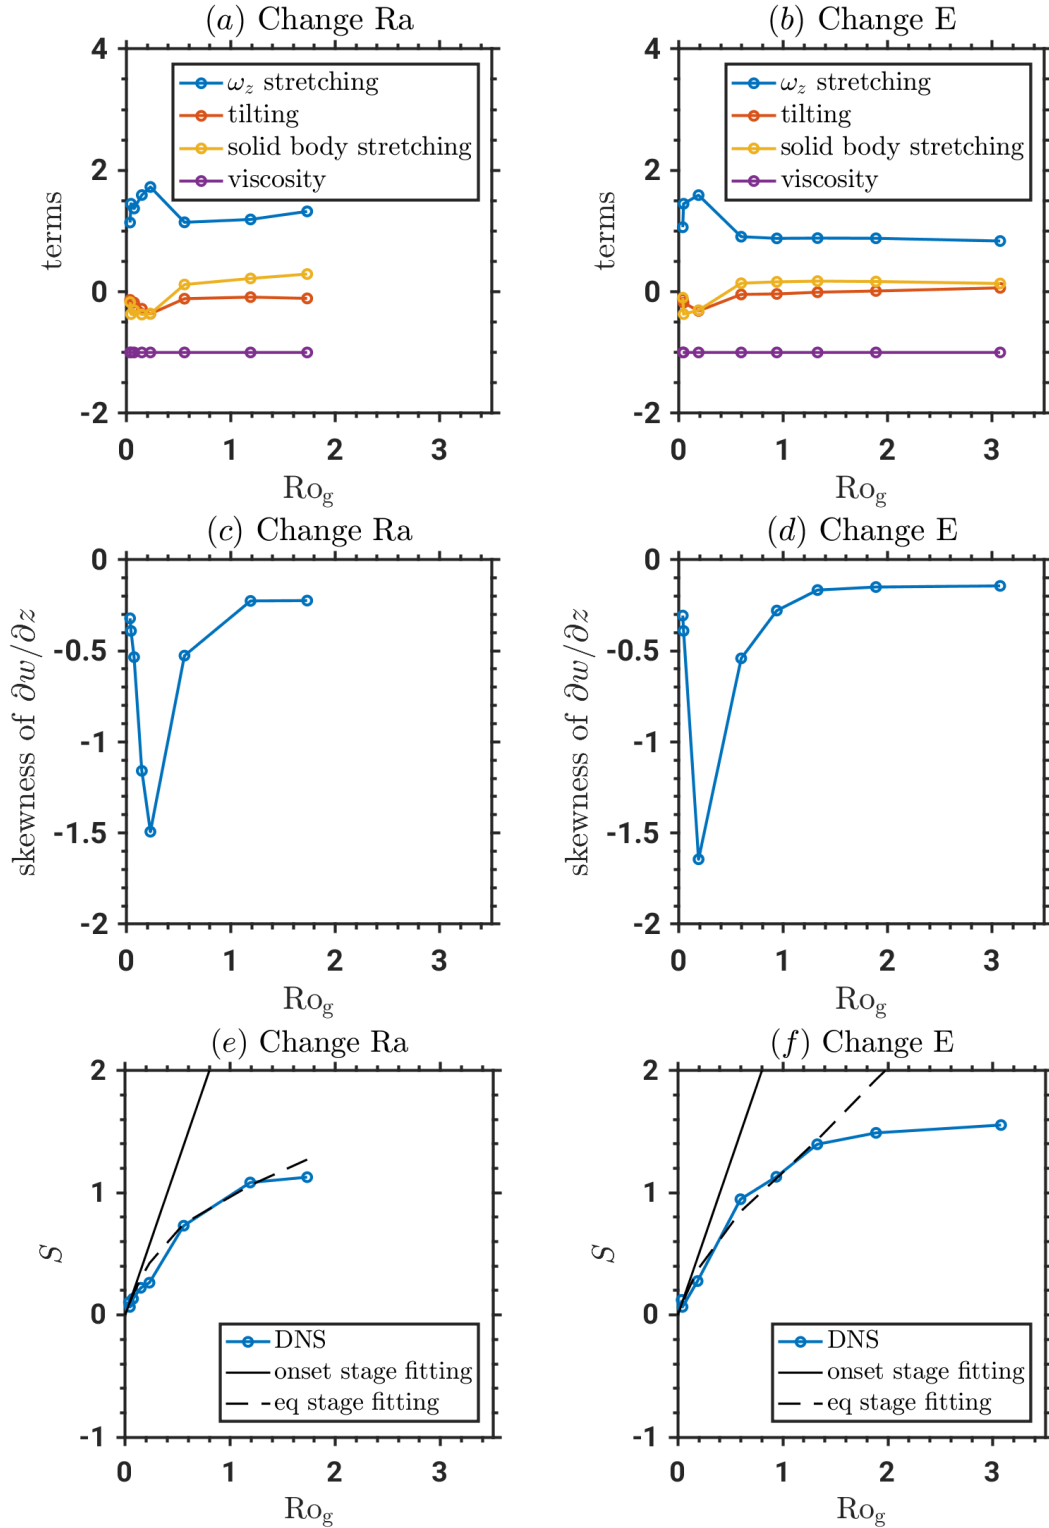 (a) Change Ra
4
2
0
-2
terms
ω_z stretching
tilting
solid body stretching
viscosity
0 1 2 3
Ro_g
(b) Change E
4
2
0
-2
terms
ω_z stretching
tilting
solid body stretching
viscosity
0 1 2 3
Ro_g
(c) Change Ra
0
-0.5
-1
-1.5
-2
skewness of ∂w/∂z
0 1 2 3
Ro_g
(d) Change E
0
-0.5
-1
-1.5
-2
skewness of ∂w/∂z
0 1 2 3
Ro_g
(e) Change Ra
2
1
0
-1
S
DNS
onset stage fitting
eq stage fitting
0 1 2 3
Ro_g
(f) Change E
2
1
0
-1
S
DNS
onset stage fitting
eq stage fitting
0 1 2 3
Ro_g